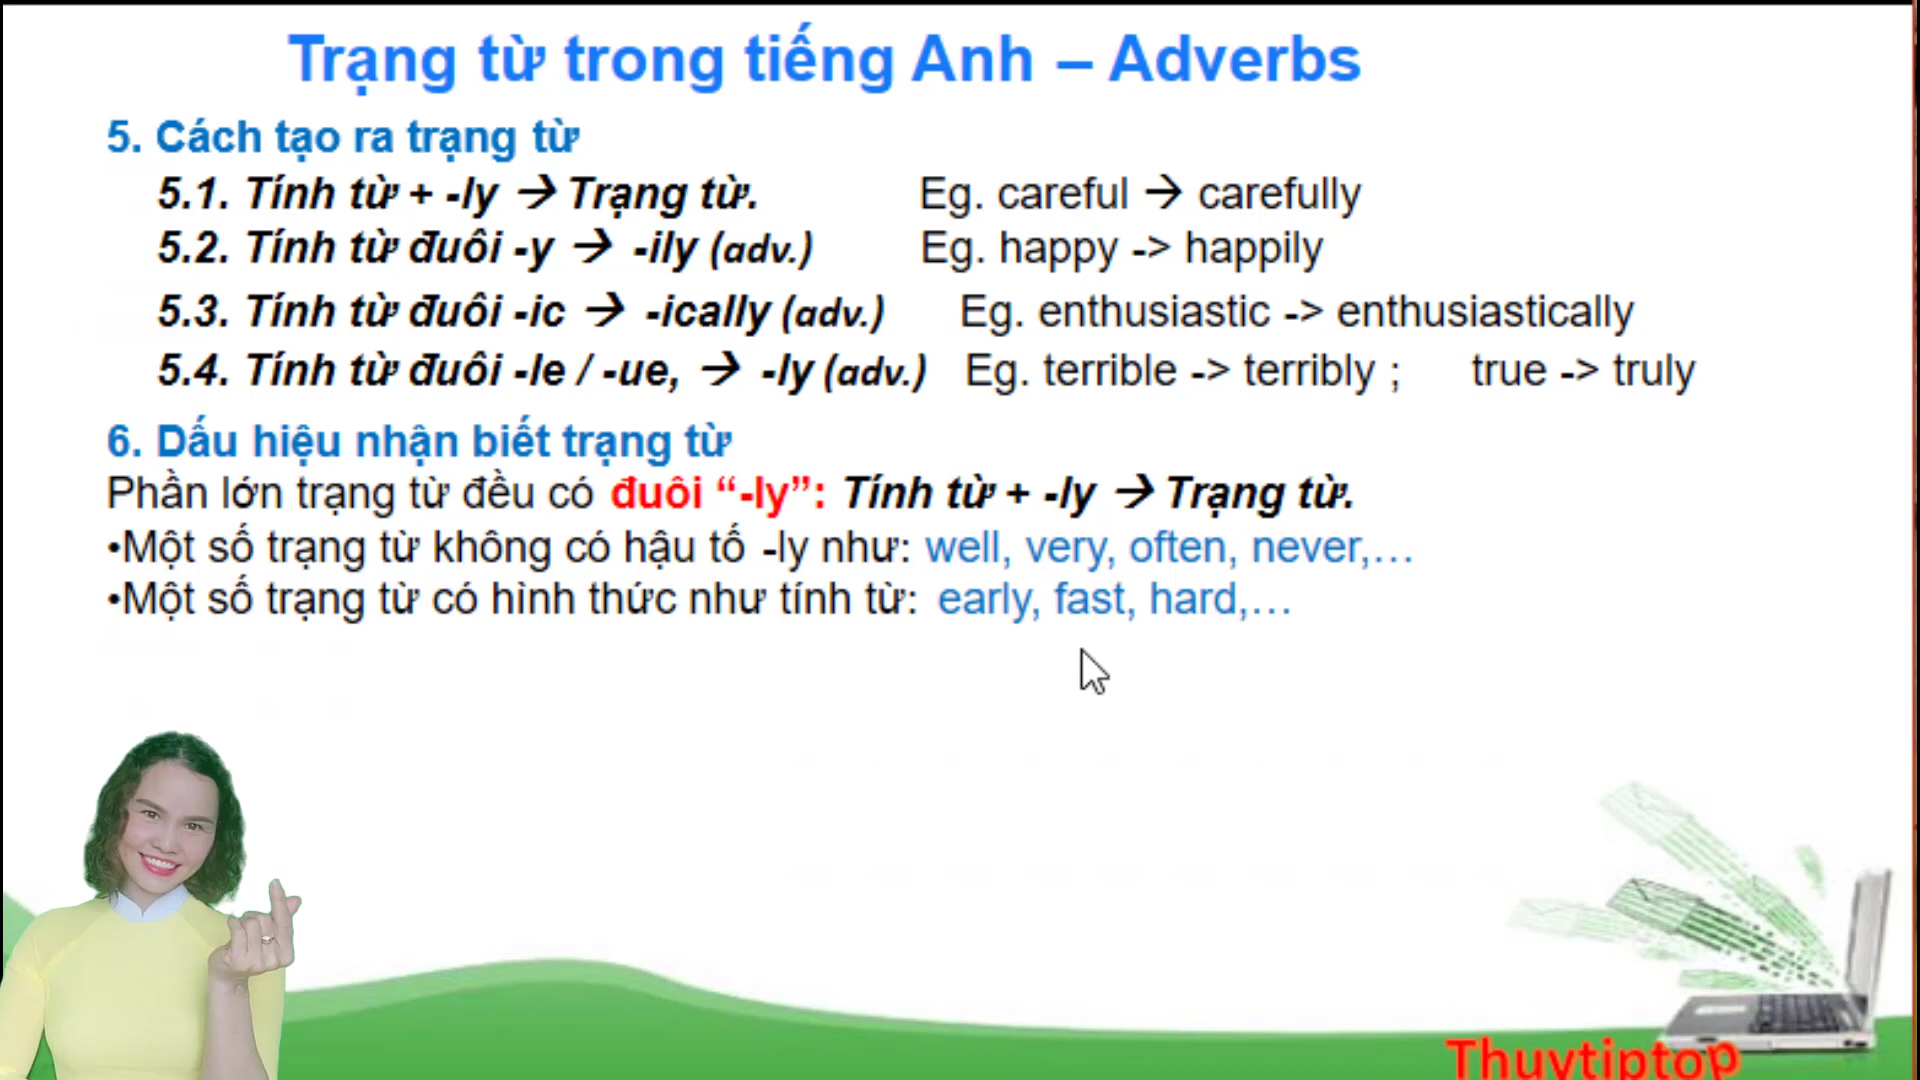 Trạng từ trong tiếng Anh – Adverbs
5. Cách tạo ra trạng từ
5.1. Tính từ + -ly → Trạng từ. Eg. careful → carefully
5.2. Tính từ đuôi -y → -ily (adv.) Eg. happy -> happily
5.3. Tính từ đuôi -ic → -ically (adv.) Eg. enthusiastic -> enthusiastically
5.4. Tính từ đuôi -le / -ue, → -ly (adv.) Eg. terrible -> terribly ; true -> truly
6. Dấu hiệu nhận biết trạng từ
Phần lớn trạng từ đều có đuôi “-ly”: Tính từ + -ly → Trạng từ.
•Một số trạng từ không có hậu tố -ly như: well, very, often, never,…
•Một số trạng từ có hình thức như tính từ: early, fast, hard,…
Thuytiptop